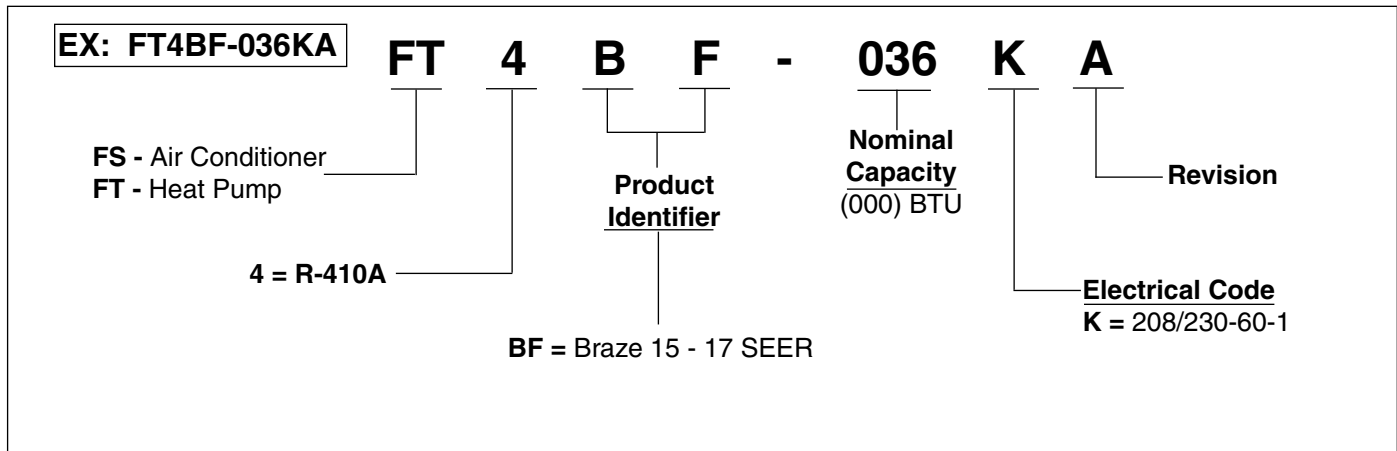 EX: FT4BF-036KA
FT 4 B F - 036 K A
FS - Air Conditioner
FT - Heat Pump
4 = R-410A
Product
Identifier
BF = Braze 15 - 17 SEER
Nominal
Capacity
(000) BTU
Electrical Code
K = 208/230-60-1
Revision